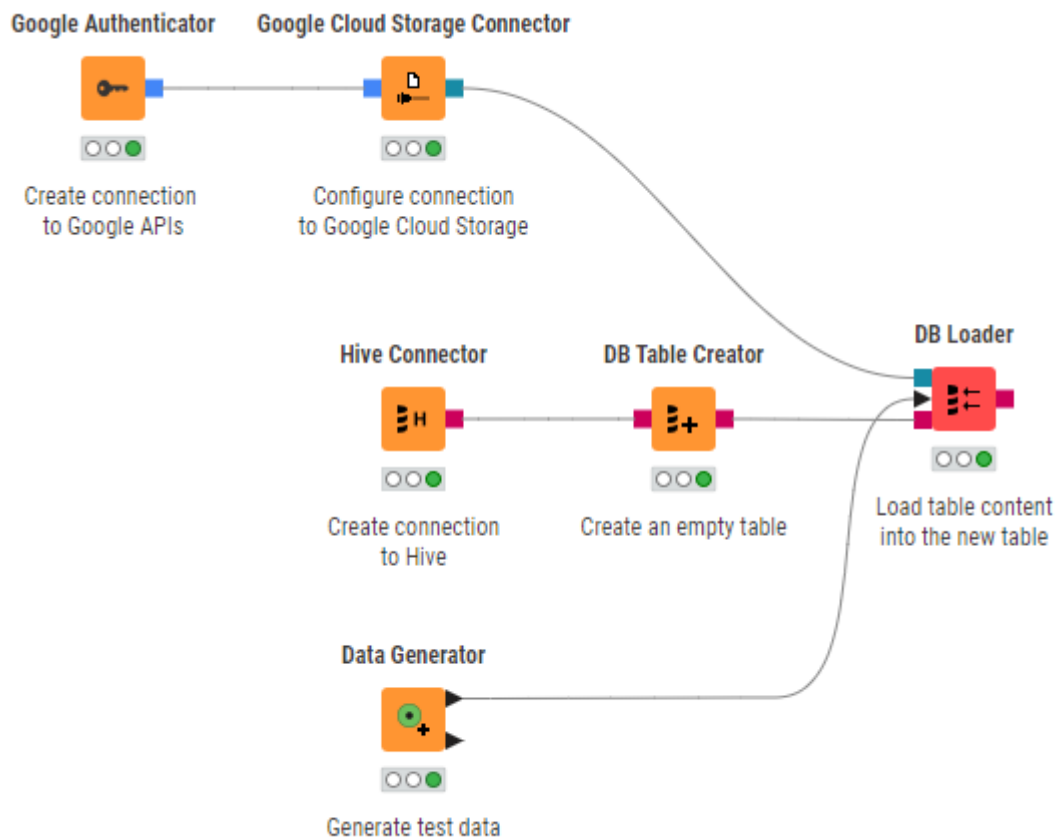 Google Authenticator
Google Cloud Storage Connector
Create connection
to Google APIs
Configure connection
to Google Cloud Storage
Hive Connector
DB Table Creator
DB Loader
H
Create connection
to Hive
Create an empty table
Load table content
into the new table
Data Generator
Generate test data